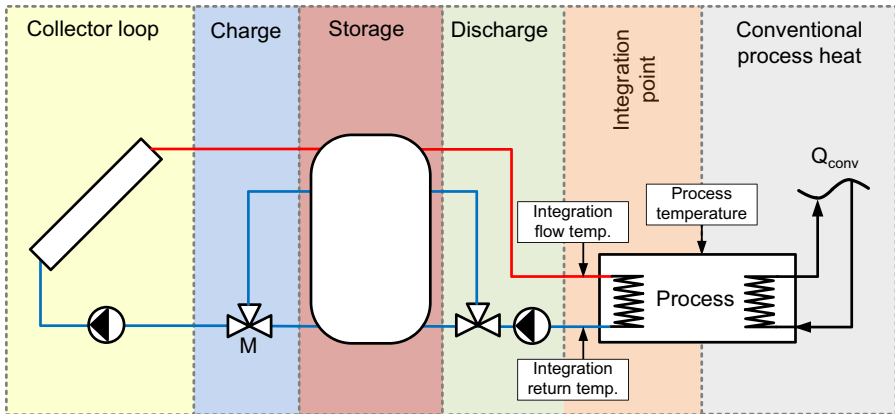 Collector loop
Charge
Storage
Discharge
Integration
point
Conventional
process heat
Q_conv
Process
temperature
Integration
flow temp.
Process
M
Integration
return temp.